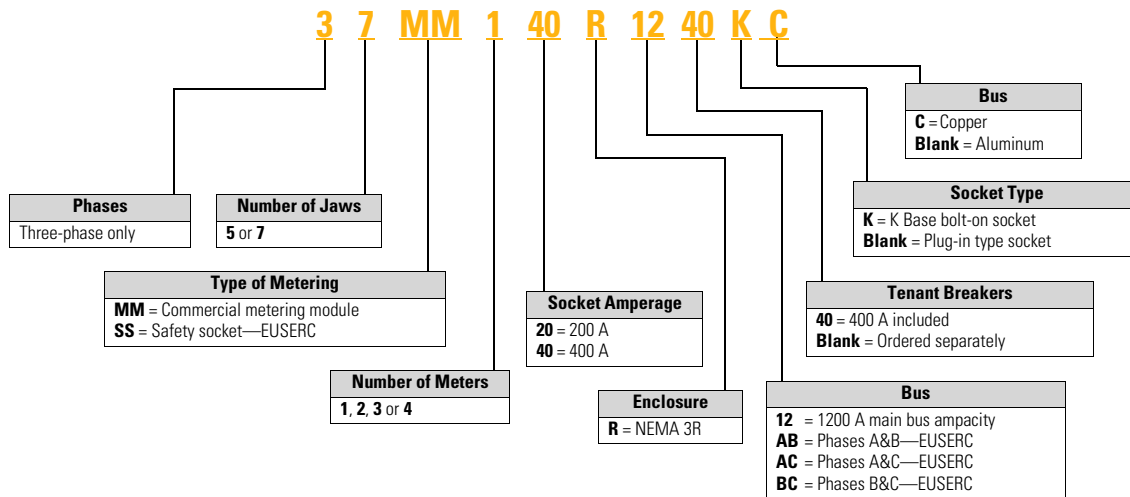 3 7 MM 1 40 R 12 40 K C
Bus
C = Copper
Blank = Aluminum
Socket Type
K = K Base bolt-on socket
Blank = Plug-in type socket
Phases
Three-phase only
Number of Jaws
5 or 7
Type of Metering
MM = Commercial metering module
SS = Safety socket—EUSERC
Socket Amperage
20 = 200 A
40 = 400 A
Tenant Breakers
40 = 400 A included
Blank = Ordered separately
Number of Meters
1, 2, 3 or 4
Enclosure
R = NEMA 3R
Bus
12 = 1200 A main bus ampacity
AB = Phases A&B—EUSERC
AC = Phases A&C—EUSERC
BC = Phases B&C—EUSERC